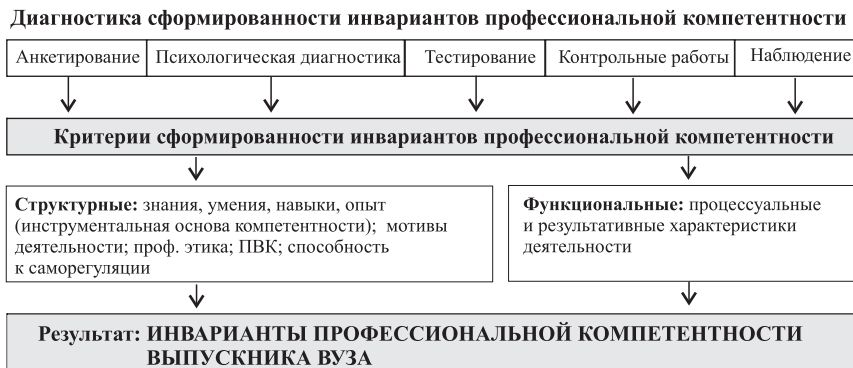 Диагностика сформированности инвариантов профессиональной компетентности
Анкетирование Психологическая диагностика Тестирование Контрольные работы Наблюдение
Критерии сформированности инвариантов профессиональной компетентности
Структурные: знания, умения, навыки, опыт
(инструментальная основа компетентности); мотивы
деятельности; проф. этика; ПВК; способность
к саморегуляции
Функциональные: процессуальные
и результативные характеристики
деятельности
Результат: ИНВАРИАНТЫ ПРОФЕССИОНАЛЬНОЙ КОМПЕТЕНТНОСТИ
ВЫПУСКНИКА ВУЗА